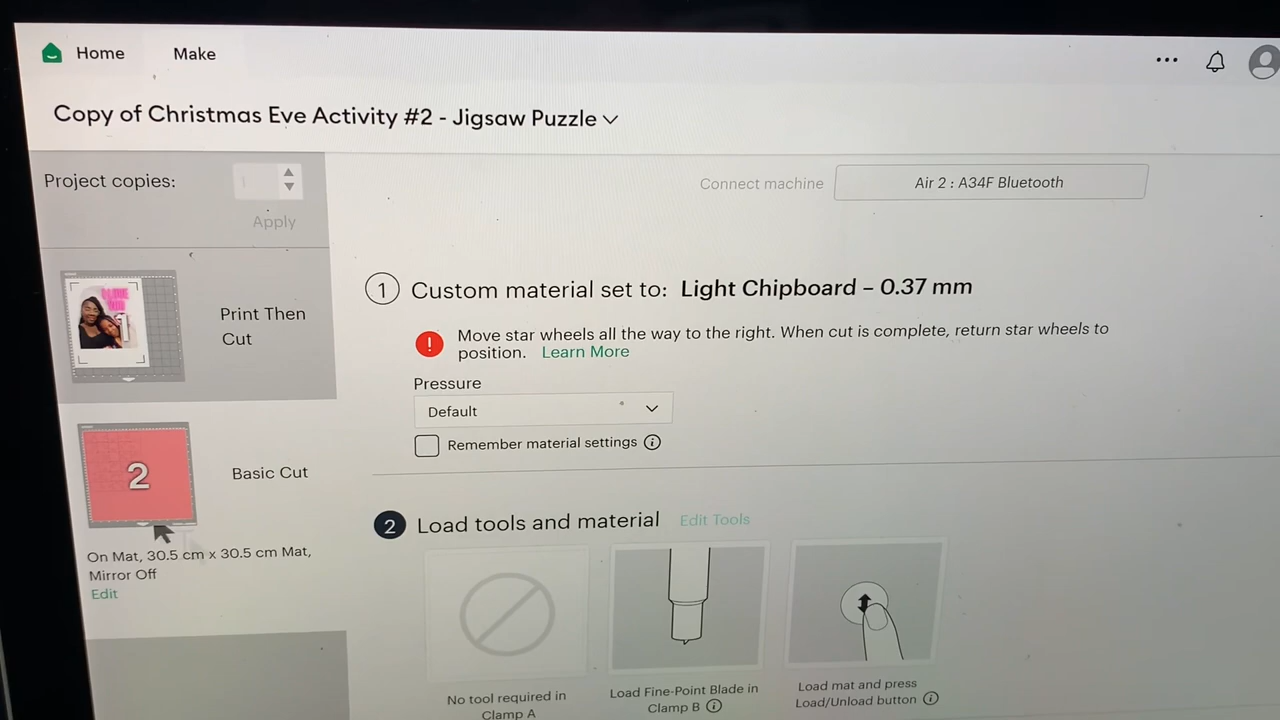 Home
Make
Copy of Christmas Eve Activity #2 - Jigsaw Puzzle
Project copies:
Apply
Connect machine
Air 2 : A34F Bluetooth
1 Custom material set to: Light Chipboard – 0.37 mm
! Move star wheels all the way to the right. When cut is complete, return star wheels to
position. Learn More
Pressure
Default
Remember material settings
Print Then
Cut
2
Basic Cut
On Mat, 30.5 cm x 30.5 cm Mat,
Mirror Off
Edit
2 Load tools and material Edit Tools
No tool required in
Clamp A
Load Fine-Point Blade in
Clamp B
Load mat and press
Load/Unload button